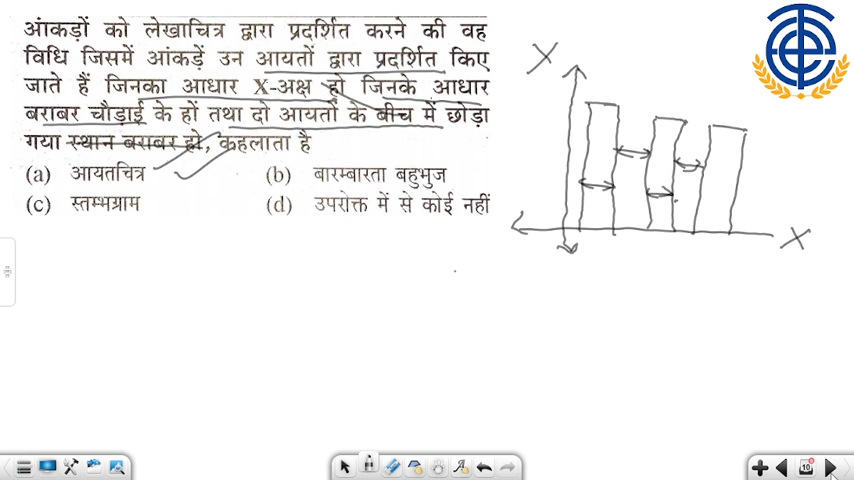 आंकड़ों को लेखाचित्र द्वारा प्रदर्शित करने की वह
विधि जिसमें आंकड़ें उन आयतों द्वारा प्रदर्शित किए
जाते हैं जिनका आधार X-अक्ष हो जिनके आधार
बराबर चौड़ाई के हों तथा दो आयतों के बीच में छोड़ा
गया स्थान बराबर हो, कहलाता है
(a) आयतचित्र (b) बारम्बारता बहुभुज
(c) स्तम्भग्राम (d) उपरोक्त में से कोई नहीं
X
X
10